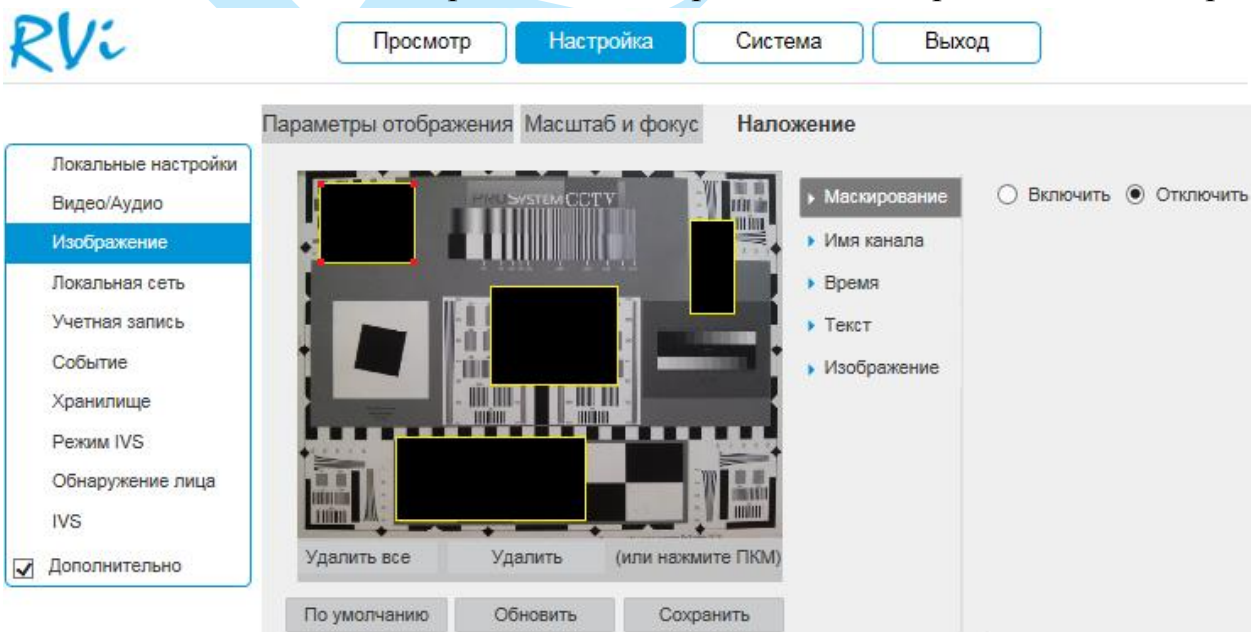 RVi
Просмотр Настройка Система Выход
Параметры отображения Масштаб и фокус Наложение
Локальные настройки
Видео/Аудио
Изображение
Локальная сеть
Учетная запись
Событие
Хранилище
Режим IVS
Обнаружение лица
IVS
Дополнительно
SYSTEM CCTV
Маскирование
Имя канала
Время
Текст
Изображение
Включить Отключить
Удалить все Удалить (или нажмите ПКМ)
По умолчанию Обновить Сохранить